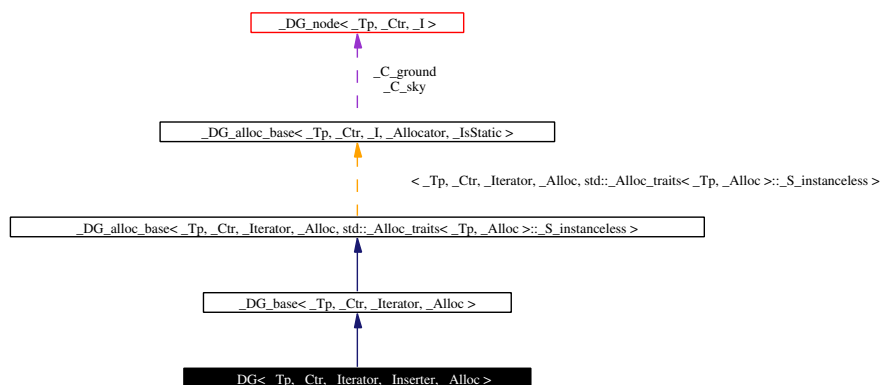 _DG_node< _Tp, _Ctr, _I >
_C_ground
_C_sky
_DG_alloc_base< _Tp, _Ctr, _I, _Allocator, _IsStatic >
< _Tp, _Ctr, _Iterator, _Alloc, std::_Alloc_traits< _Tp, _Alloc >::_S_instanceless >
_DG_alloc_base< _Tp, _Ctr, _Iterator, _Alloc, std::_Alloc_traits< _Tp, _Alloc >::_S_instanceless >
_DG_base< _Tp, _Ctr, _Iterator, _Alloc >
_DG< _Tp, _Ctr, _Iterator, _Inserter, _Alloc >